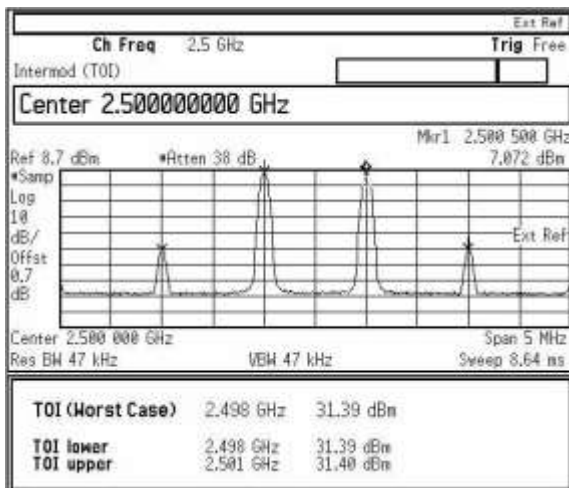 Ext Ref
Ch Freq 2.5 GHz Trig Free
Intermod (TOI)
Center 2.500000000 GHz
Mkr1 2.500 500 GHz
Ref 8.7 dBm #Atten 38 dB 7.072 dBm
#Samp
Log
10
dB/
Offst
0.7
dB
Ext Ref
Center 2.500 000 GHz Span 5 MHz
Res BW 47 kHz VBW 47 kHz Sweep 8.64 ms
TOI (Worst Case) 2.498 GHz 31.39 dBm
TOI lower 2.498 GHz 31.39 dBm
TOI upper 2.501 GHz 31.40 dBm